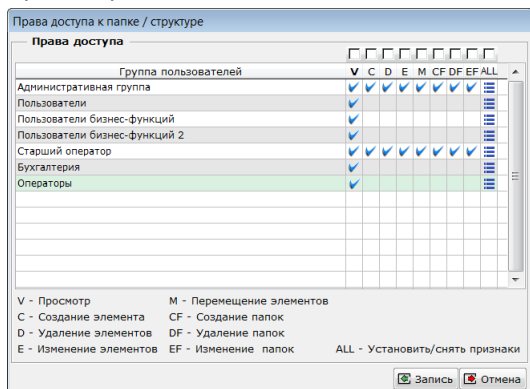 Права доступа к папке / структуре
Права доступа
Группа пользователей V C D E M CF DF EF ALL
Административная группа
Пользователи
Пользователи бизнес-функций
Пользователи бизнес-функций 2
Старший оператор
Бухгалтерия
Операторы
V - Просмотр M - Перемещение элементов
C - Создание элемента CF - Создание папок
D - Удаление элементов DF - Удаление папок
E - Изменение элементов EF - Изменение папок ALL - Установить/снять признаки
Запись Отмена